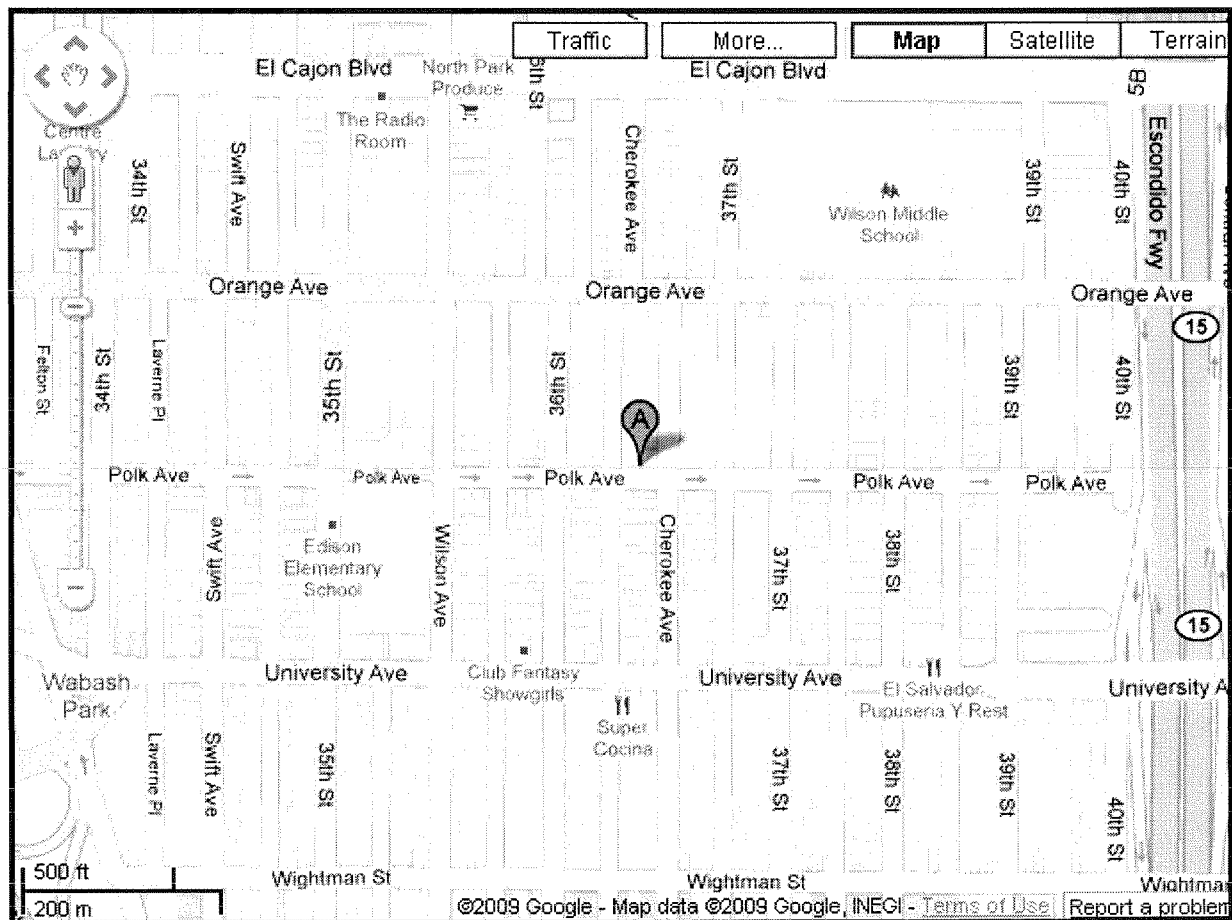 Traffic
More...
Map
Satellite
Terrain
El Cajon Blvd
North Park
Produce
El Cajon Blvd
5B
The Radio
Room
Centre
34th St
Swift Ave
Cherokee Ave
37th St
Wilson Middle
School
39th St
40th St
Escondido Fwy
Orange Ave
Orange Ave
Orange Ave
15
Felton St
34th St
Laverne Pl
35th St
36th St
A
39th St
40th St
Polk Ave
Polk Ave
Polk Ave
Polk Ave
Polk Ave
Swift Ave
Edison
Elementary
School
Wilson Ave
Cherokee Ave
37th St
38th St
15
Wabash
Park
University Ave
Club Fantasy
Showgirls
University Ave
El Salvador
Pupuseria Y Rest
University A
Super
Cocina
Laverne Pl
Swift Ave
35th St
37th St
38th St
39th St
40th St
500 ft
200 m
Wightman St
Wightman St
Wightman
©2009 Google - Map data ©2009 Google, INEGI - Terms of Use
Report a problem